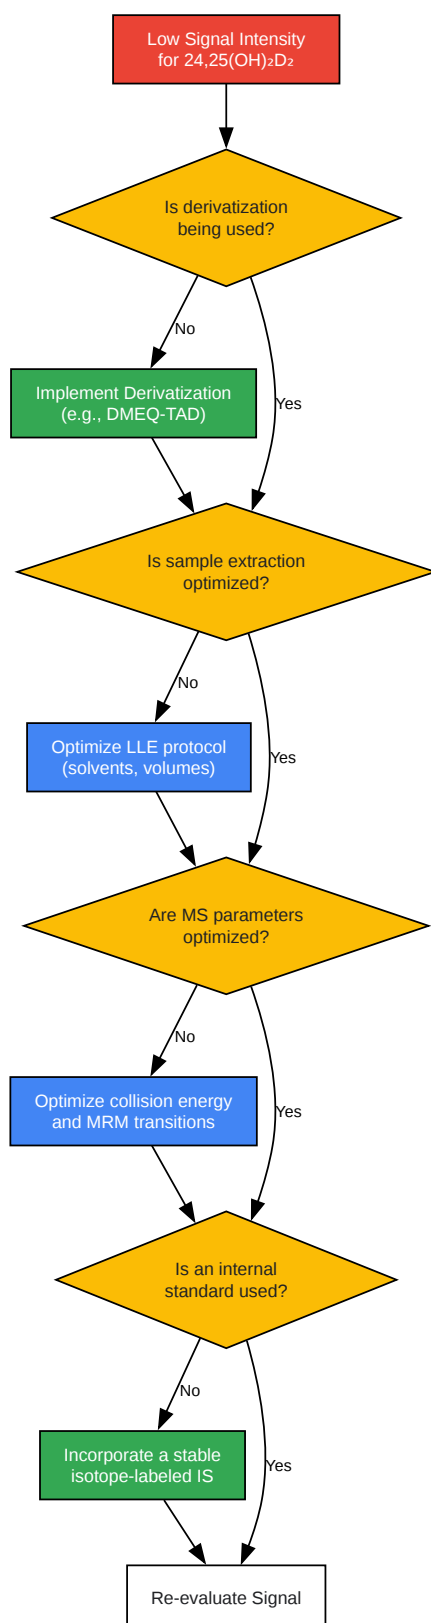 Low Signal Intensity
for 24,25(OH)₂D₂
Is derivatization
being used?
No
Yes
Implement Derivatization
(e.g., DMEQ-TAD)
Is sample extraction
optimized?
No
Yes
Optimize LLE protocol
(solvents, volumes)
Are MS parameters
optimized?
No
Yes
Optimize collision energy
and MRM transitions
Is an internal
standard used?
No
Yes
Incorporate a stable
isotope-labeled IS
Re-evaluate Signal